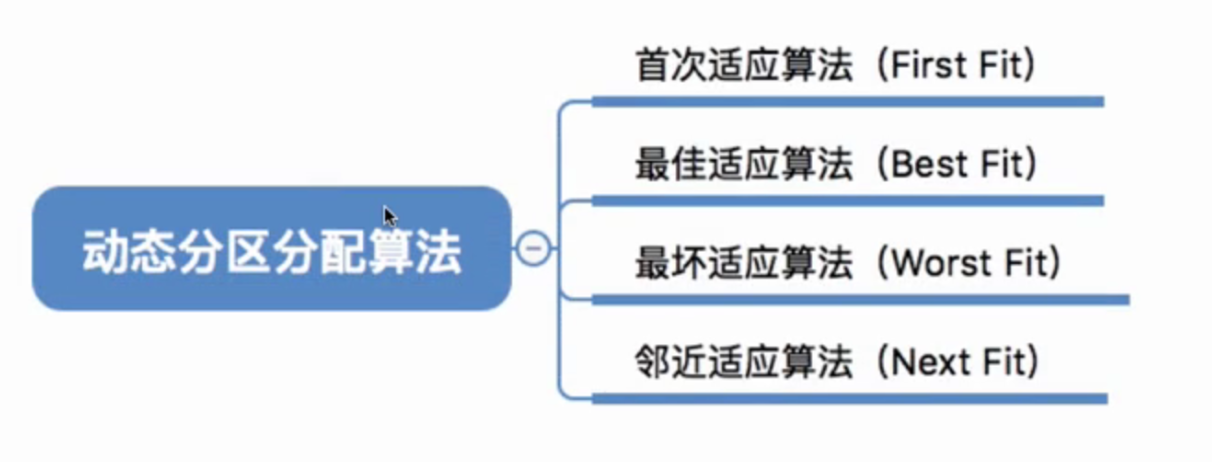 首次适应算法（First Fit）
最佳适应算法（Best Fit）
动态分区分配算法
最坏适应算法（Worst Fit）
邻近适应算法（Next Fit）